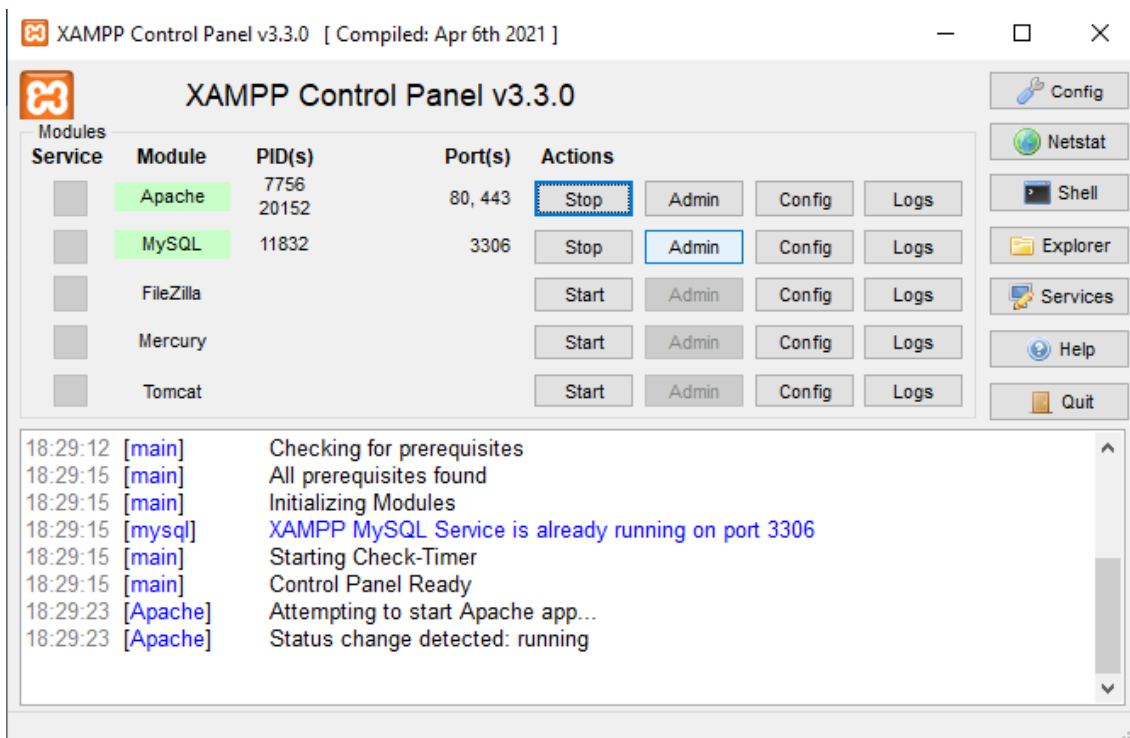 XAMPP Control Panel v3.3.0 [ Compiled: Apr 6th 2021 ]
XAMPP Control Panel v3.3.0
Config
Modules
Netstat
Service Module PID(s) Port(s) Actions
Apache 7756 20152 80, 443 Stop Admin Config Logs
Shell
MySQL 11832 3306 Stop Admin Config Logs
Explorer
FileZilla Start Admin Config Logs
Services
Mercury Start Admin Config Logs
Help
Tomcat Start Admin Config Logs
Quit
18:29:12 [main] Checking for prerequisites
18:29:15 [main] All prerequisites found
18:29:15 [main] Initializing Modules
18:29:15 [mysql] XAMPP MySQL Service is already running on port 3306
18:29:15 [main] Starting Check-Timer
18:29:15 [main] Control Panel Ready
18:29:23 [Apache] Attempting to start Apache app...
18:29:23 [Apache] Status change detected: running